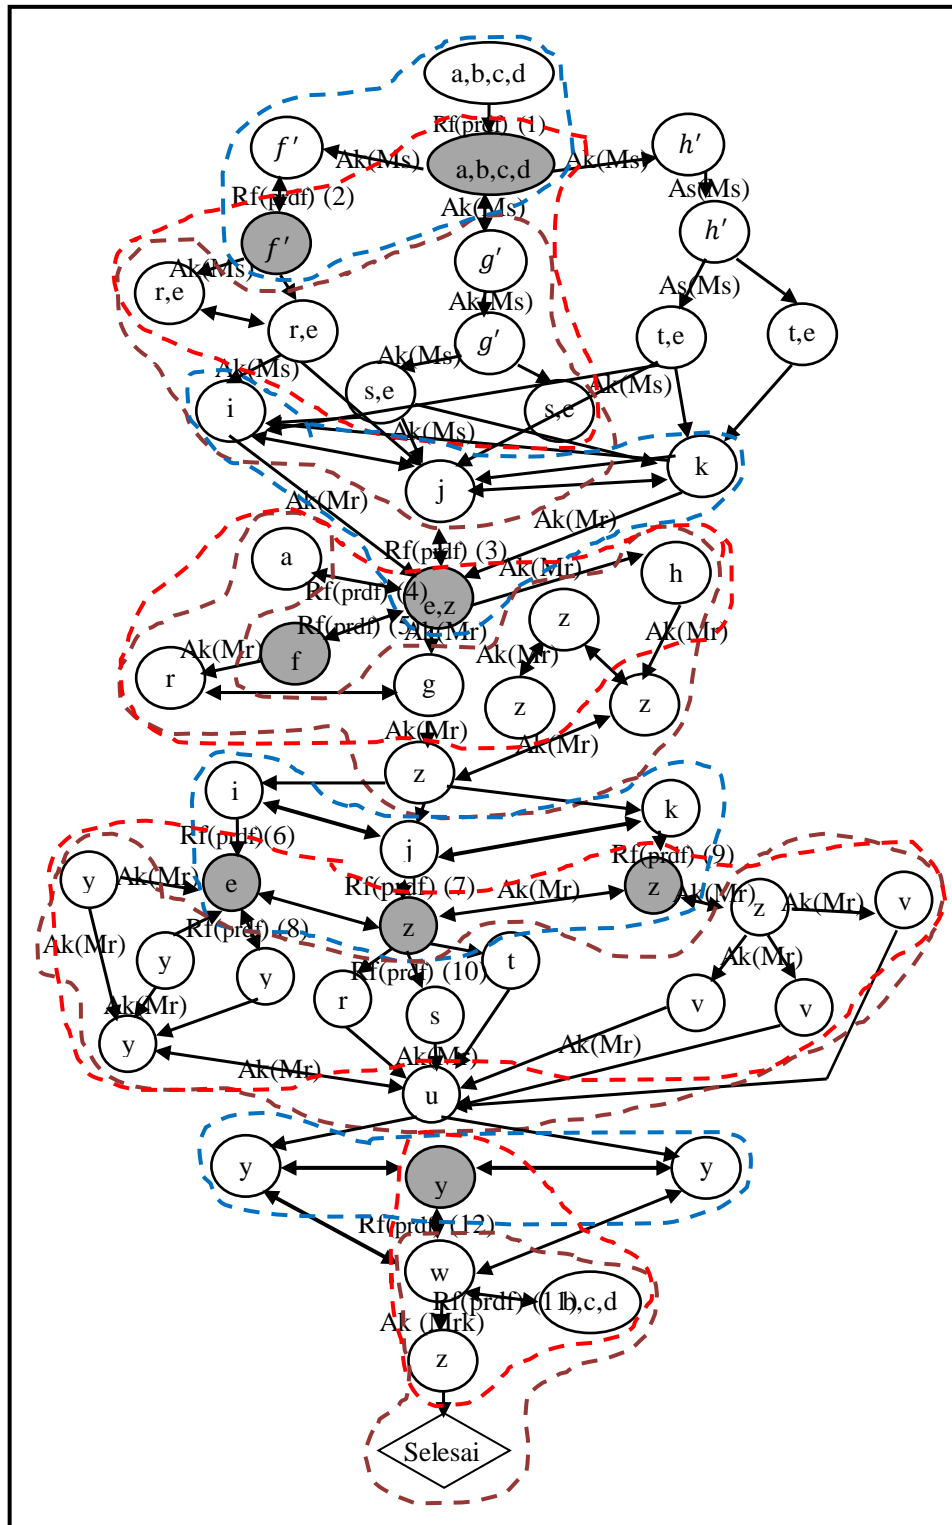 a,b,c,d
Rf(prdf) (1)
f′
Ak(Ms)
a,b,c,d
Ak(Ms)
h′
Rf(prdf) (2)
Ak(Ms)
As(Ms)
f′
g′
h′
Ak(Ms)
r,e
Ak(Ms)
As(Ms)
r,e
g′
t,e
t,e
Ak(Ms)
Ak(Ms)
s,e
Ak(Ms)
i
s,e
Ak(Ms)
j
k
Ak(Mr)
Ak(Mr)
Rf(prdf) (3)
a
Ak(Mr)
h
Rf(prdf) (4)
e,z
z
Rf(prdf) (5)
Ak(Mr)
Ak(Mr)
f
Ak(Mr)
Ak(Mr)
r
g
z
z
Ak(Mr)
Ak(Mr)
z
i
k
Rf(prdf)(6)
j
Rf(prdf) (9)
y
Ak(Mr)
e
Rf(prdf) (7)
Ak(Mr)
z
Ak(Mr)
z
Ak(Mr)
v
Rf(prdf) (8)
z
Ak(Mr)
y
y
Rf(prdf) (10)
t
Ak(Mr)
r
s
v
v
Ak(Mr)
y
Ak(Mr)
Ak(Mr)
Ak(Mr)
u
y
y
y
Rf(prdf) (12)
w
Rf(prdf) (11)
b,c,d
Ak (Mrk)
z
Selesai